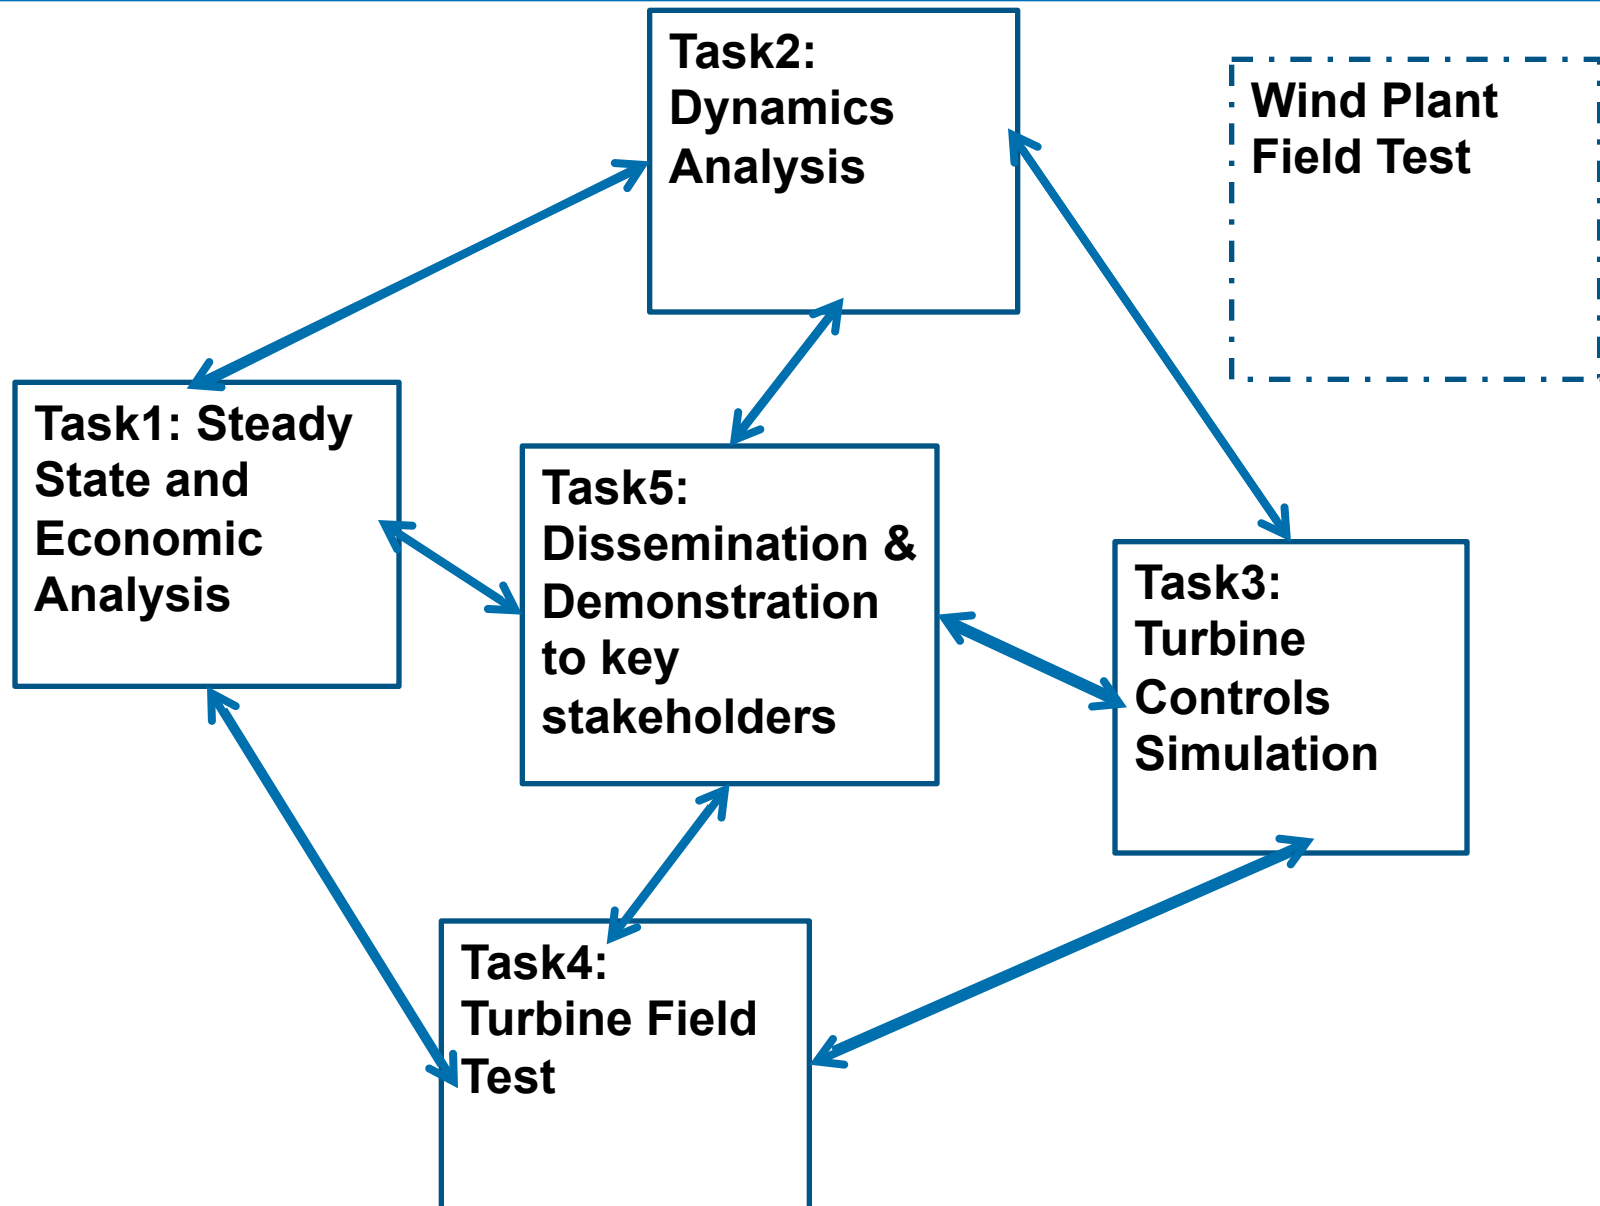 Task2:
Dynamics
Analysis
Wind Plant
Field Test
Task1: Steady
State and
Economic
Analysis
Task5:
Dissemination &
Demonstration
to key
stakeholders
Task3:
Turbine
Controls
Simulation
Task4:
Turbine Field
Test